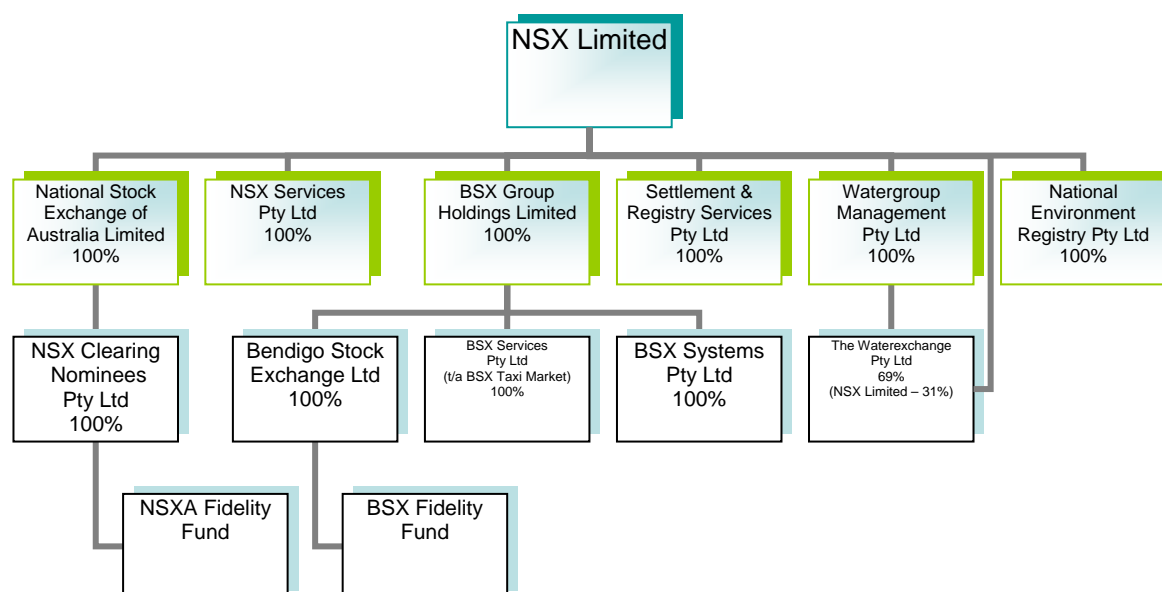 NSX Limited
National Stock
Exchange of
Australia Limited
100%
NSX Services
Pty Ltd
100%
BSX Group
Holdings Limited
100%
Settlement &
Registry Services
Pty Ltd
100%
Watergroup
Management
Pty Ltd
100%
National
Environment
Registry Pty Ltd
100%
NSX Clearing
Nominees
Pty Ltd
100%
Bendigo Stock
Exchange Ltd
100%
BSX Services
Pty Ltd
(t/a BSX Taxi Market)
100%
BSX Systems
Pty Ltd
100%
The Waterexchange
Pty Ltd
69%
(NSX Limited – 31%)
NSXA Fidelity
Fund
BSX Fidelity
Fund